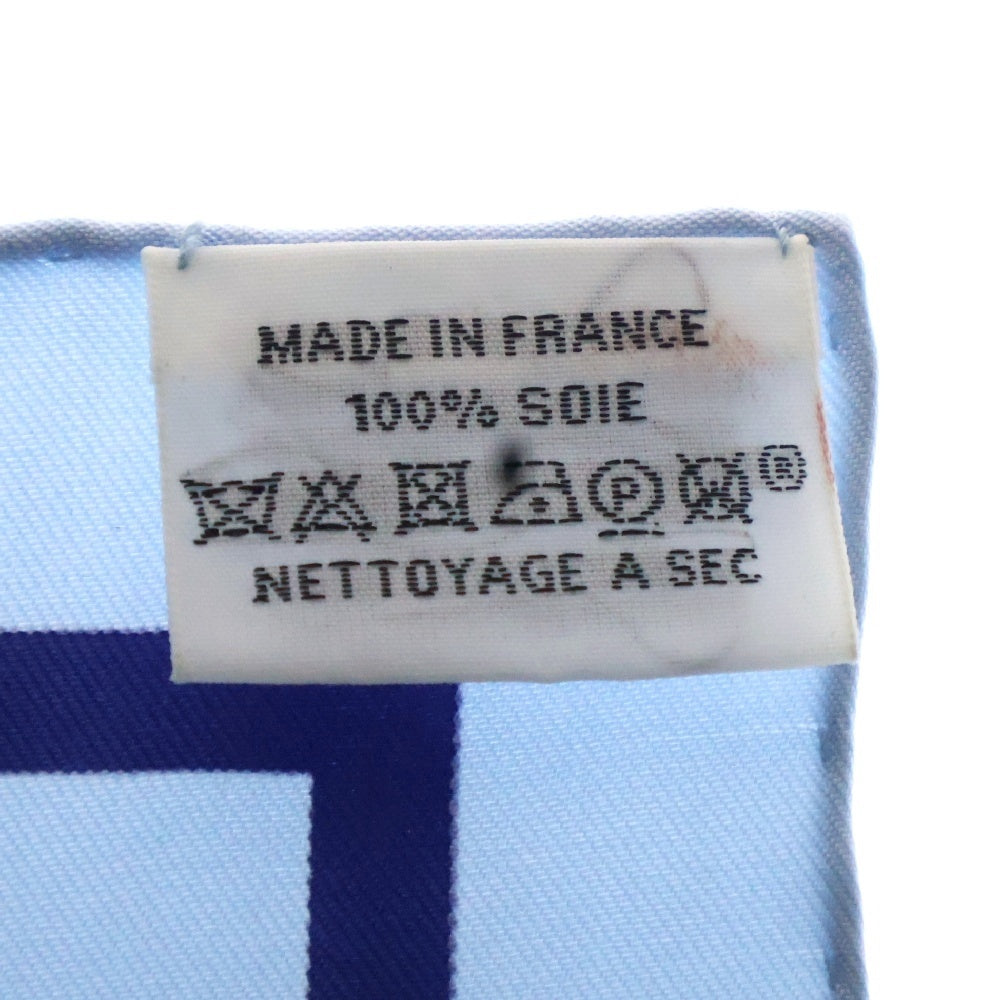 MADE IN FRANCE
100% SOIE
P W ®
NETTOYAGE A SEC